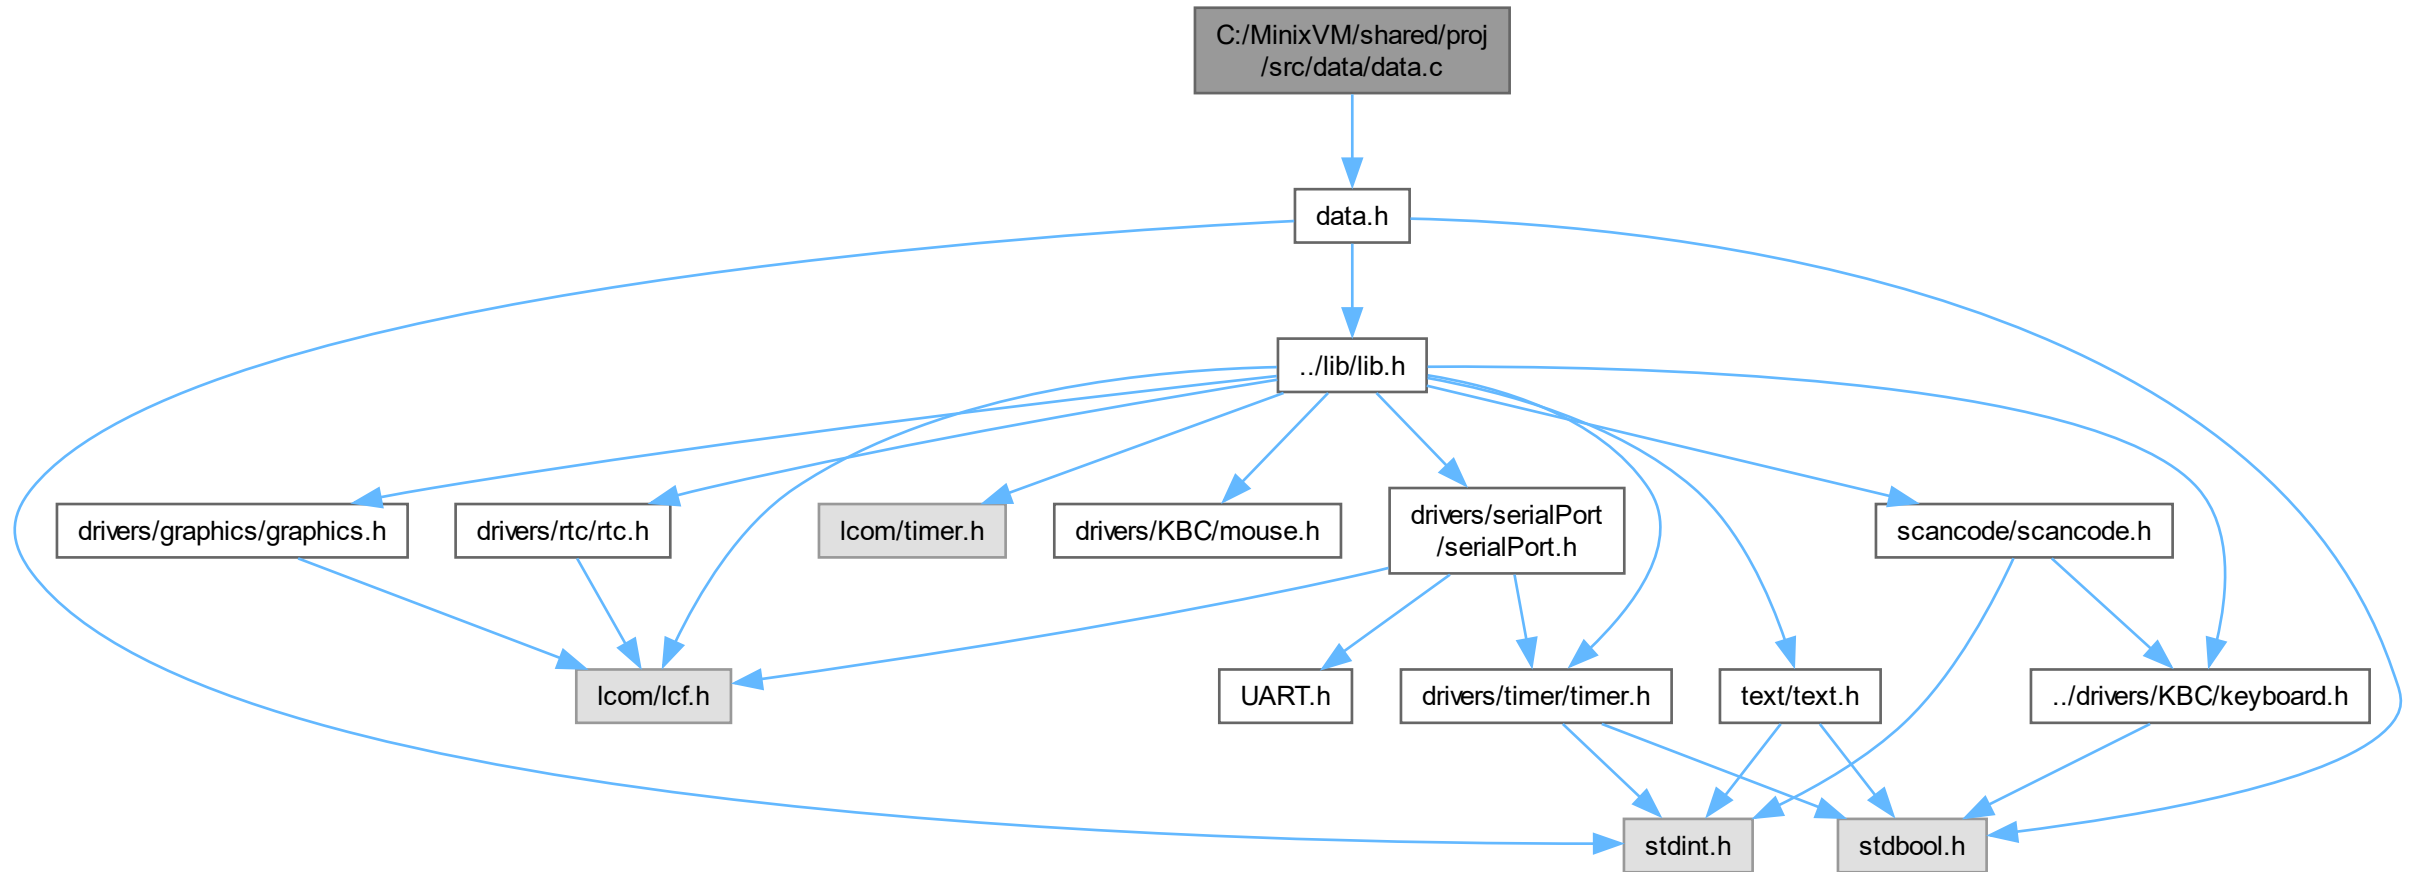 C:/MinixVM/shared/proj
/src/data/data.c
data.h
../lib/lib.h
drivers/graphics/graphics.h
drivers/rtc/rtc.h
lcom/timer.h
drivers/KBC/mouse.h
drivers/serialPort
/serialPort.h
scancode/scancode.h
lcom/lcf.h
UART.h
drivers/timer/timer.h
text/text.h
../drivers/KBC/keyboard.h
stdint.h
stdbool.h